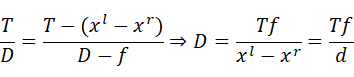 T/D = (T − (x^l − x^r))/(D − f) ⇒ D = Tf/(x^l − x^r) = Tf/d